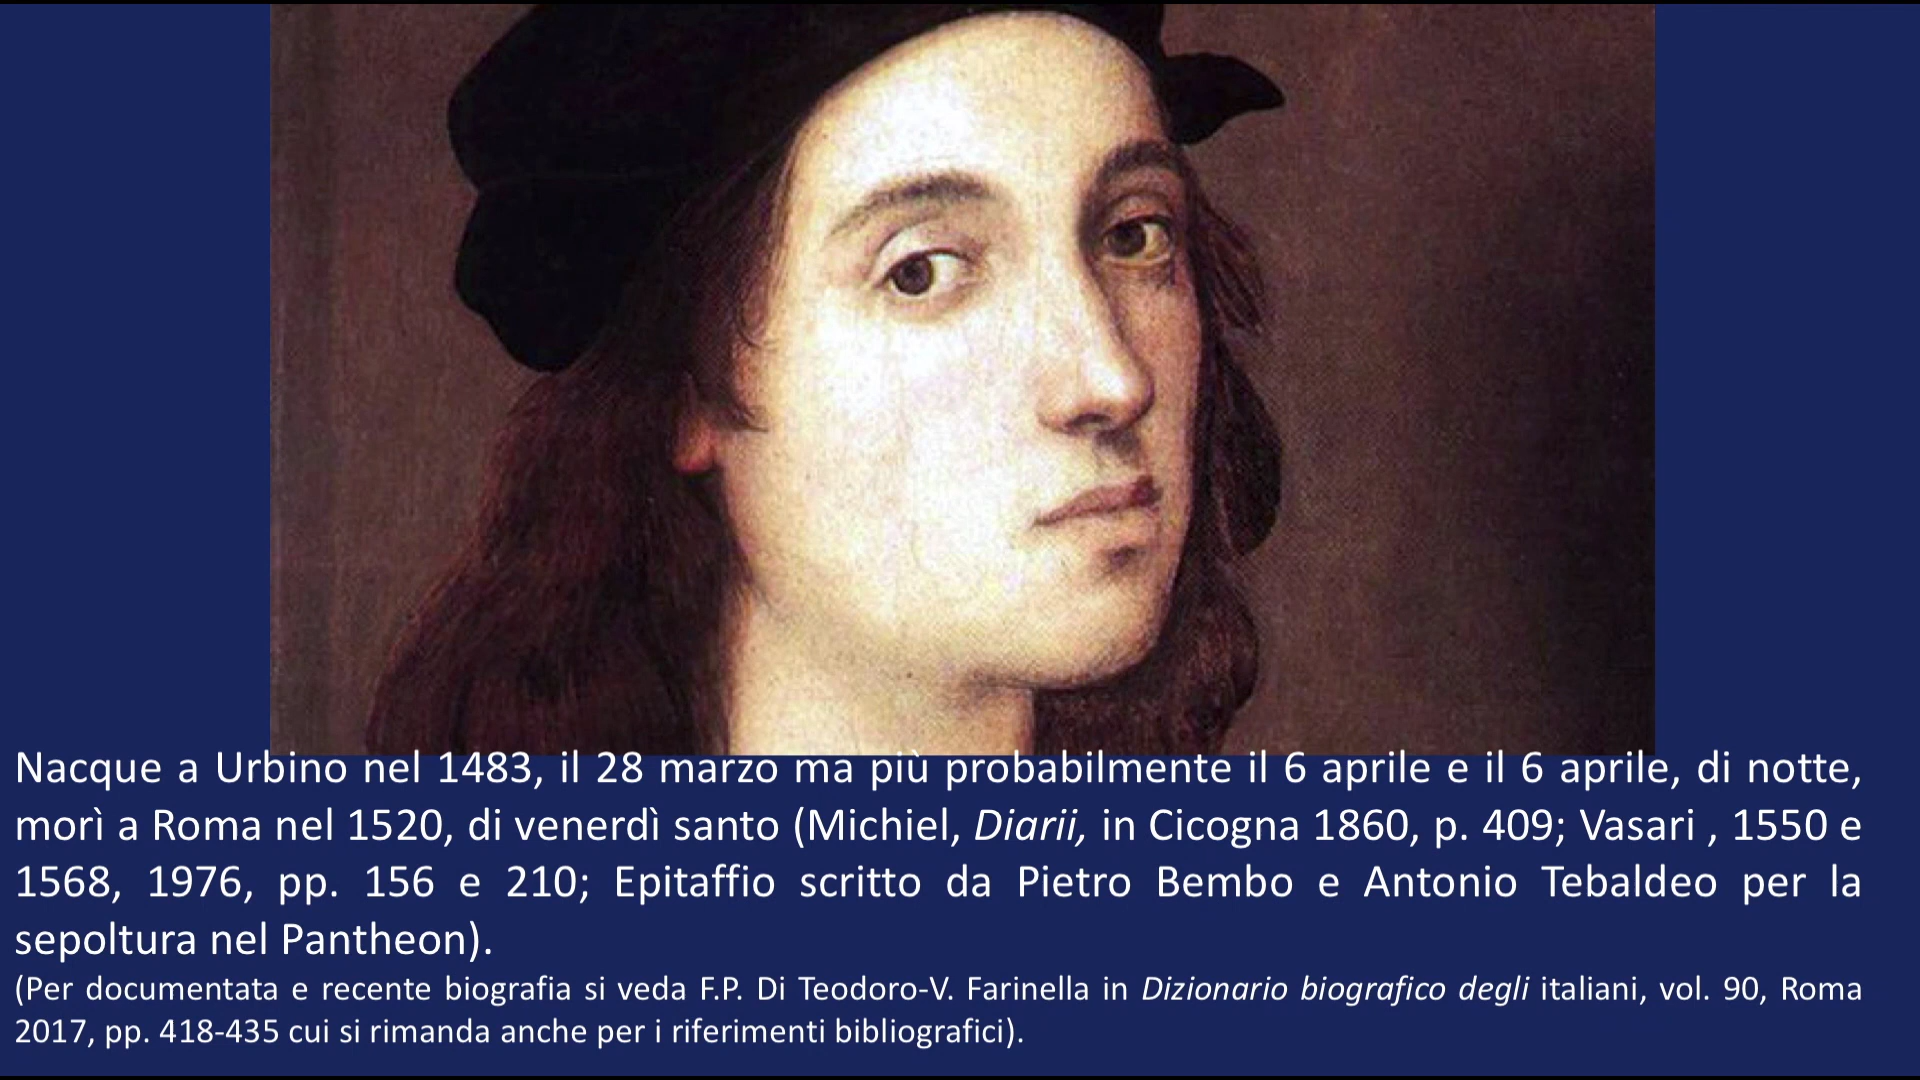 Nacque a Urbino nel 1483, il 28 marzo ma più probabilmente il 6 aprile e il 6 aprile, di notte,
morì a Roma nel 1520, di venerdì santo (Michiel, Diarii, in Cicogna 1860, p. 409; Vasari , 1550 e
1568, 1976, pp. 156 e 210; Epitaffio scritto da Pietro Bembo e Antonio Tebaldeo per la
sepoltura nel Pantheon).
(Per documentata e recente biografia si veda F.P. Di Teodoro-V. Farinella in Dizionario biografico degli italiani, vol. 90, Roma
2017, pp. 418-435 cui si rimanda anche per i riferimenti bibliografici).